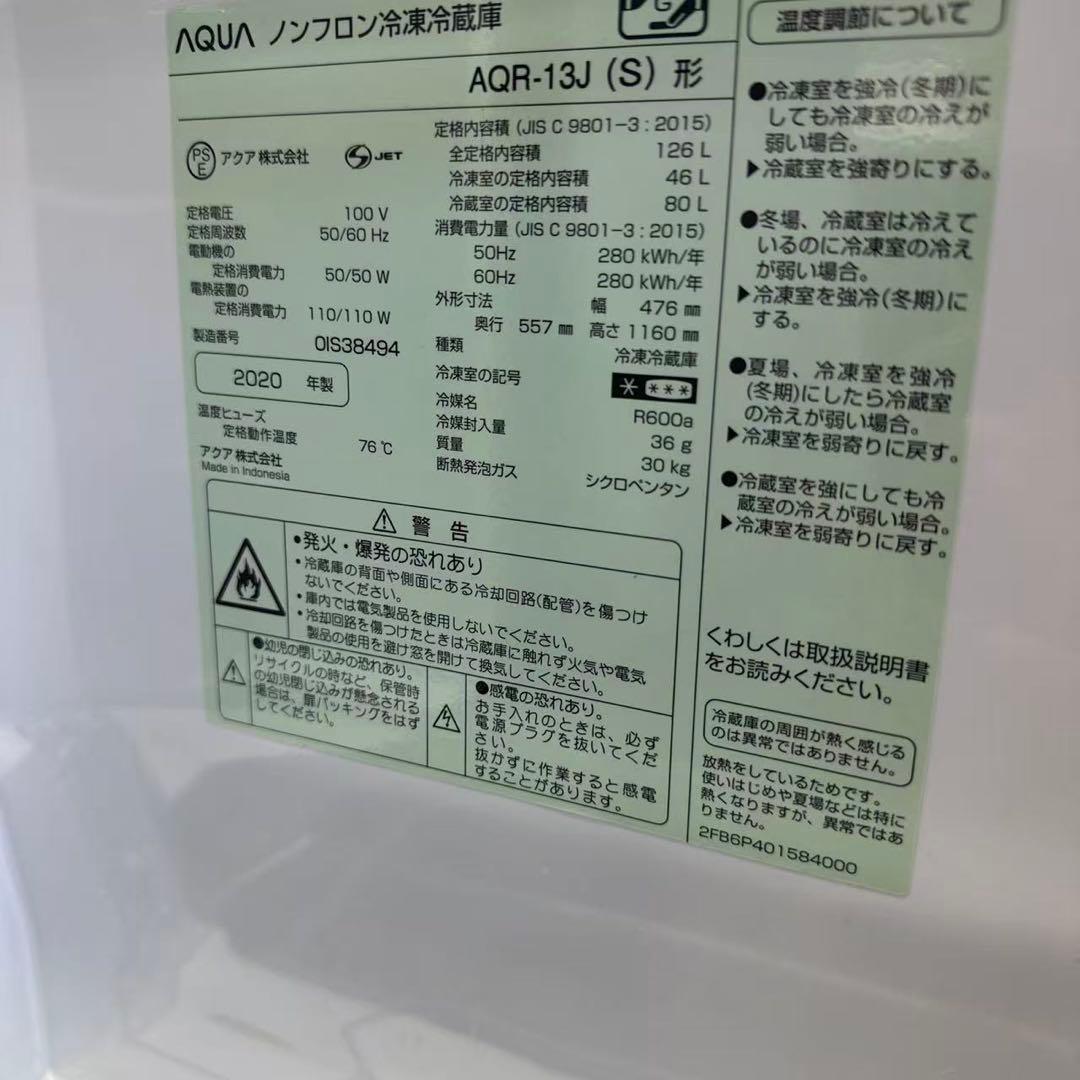 AQUA ノンフロン冷凍冷蔵庫
G
AQR-13J (S) 形
PS
E
アクア株式会社
S JET
定格電圧 100 V
定格周波数 50/60 Hz
電動機の
定格消費電力 50/50 W
電熱装置の
定格消費電力 110/110 W
製造番号 OIS38494
2020 年製
温度ヒューズ
定格動作温度 76℃
アクア株式会社
Made in Indonesia
定格内容積 (JIS C 9801-3 : 2015)
全定格内容積 126 L
冷凍室の定格内容積 46 L
冷蔵室の定格内容積 80 L
消費電力量 (JIS C 9801-3 : 2015)
50Hz 280 kWh/年
60Hz 280 kWh/年
外形寸法 幅 476 ㎜
奥行 557 ㎜ 高さ 1160 ㎜
種類 冷凍冷蔵庫
冷凍室の記号 * ***
冷媒名 R600a
冷媒封入量 36 g
質量 30 kg
断熱発泡ガス シクロペンタン
警告
•発火・爆発の恐れあり
・冷蔵庫の背面や側面にある冷却回路(配管)を傷つけ
ないでください。
・庫内では電気製品を使用しないでください。
・冷却回路を傷つけたときは冷蔵庫に触れず火気や電気
製品の使用を避け窓を開けて換気してください。
●幼児の閉じ込みの恐れあり。
リサイクルの時など、保管時
の幼児閉じ込みが懸念される
場合は、扉パッキングをはず
してください。
●感電の恐れあり。
お手入れのときは、必ず
電源プラグを抜いてくだ
さい。
抜かずに作業すると感電
することがあります。
温度調節について
●冷凍室を強冷(冬期)に
しても冷凍室の冷えが
弱い場合。
▶冷蔵室を強寄りにする。
●冬場、冷蔵室は冷えて
いるのに冷凍室の冷え
が弱い場合。
▶冷凍室を強冷(冬期)に
する。
●夏場、冷凍室を強冷
(冬期)にしたら冷蔵室
の冷えが弱い場合。
▶冷凍室を弱寄りに戻す。
●冷蔵室を強にしても冷
蔵室の冷えが弱い場合。
▶冷凍室を弱寄りに戻す。
くわしくは取扱説明書
をお読みください。
冷蔵庫の周囲が熱く感じる
のは異常ではありません。
放熱をしているためです。
使いはじめや夏場などは特に
熱くなりますが、異常ではあ
りません。
2FB6P401584000